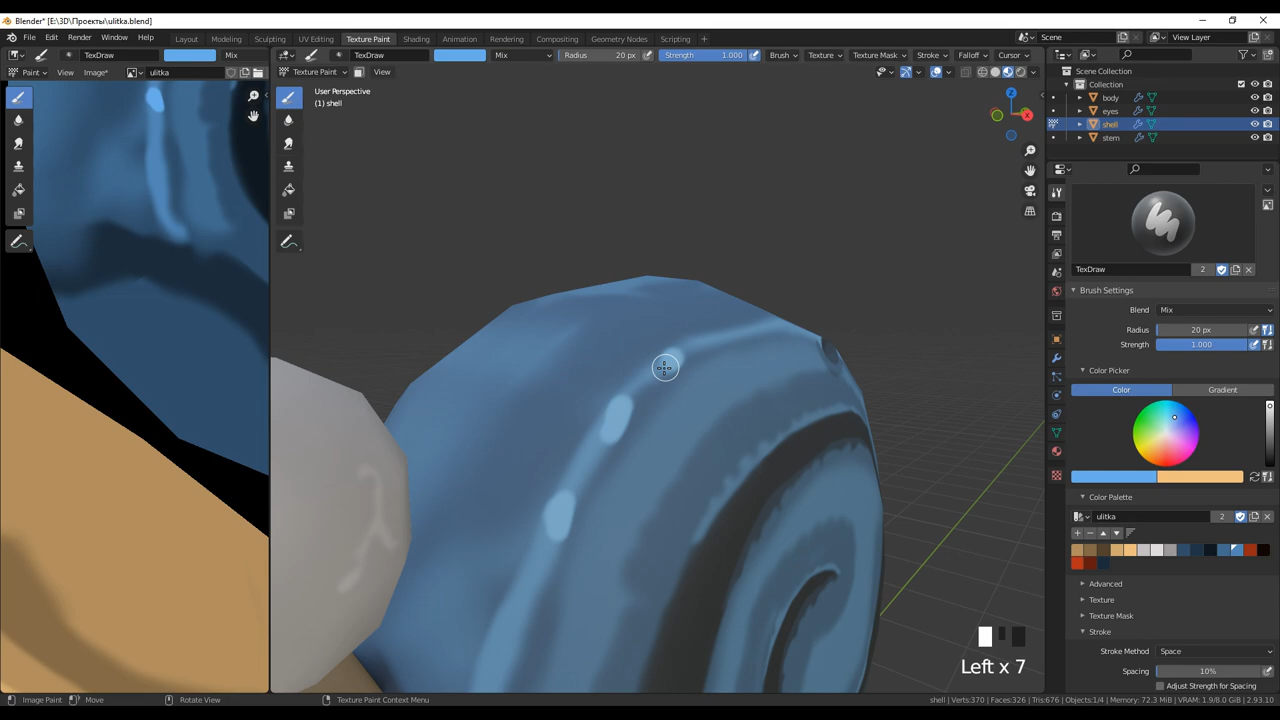 Blender* [E:\3D\Проекты\ulitka.blend]
File Edit Render Window Help
Layout Modeling Sculpting UV Editing Texture Paint Shading Animation Rendering Compositing Geometry Nodes Scripting +
Scene
View Layer
TexDraw
Mix
TexDraw
Mix
Radius 20 px
Strength 1.000
Brush
Texture
Texture Mask
Stroke
Falloff
Cursor
Paint View Image*
ulitka
Texture Paint View
User Perspective
(1) shell
Scene Collection
Collection
body
eyes
shell
stem
TexDraw 2
Brush Settings
Blend Mix
Radius 20 px
Strength 1.000
Color Picker
Color Gradient
Color Palette
ulitka 2
Advanced
Texture
Texture Mask
Stroke
Stroke Method Space
Spacing 10%
Adjust Strength for Spacing
Left x 7
Image Paint Move Rotate View Texture Paint Context Menu
shell | Verts:370 | Faces:326 | Tris:676 | Objects:1/4 | Memory: 72.3 MiB | VRAM: 1.9/8.0 GiB | 2.93.10